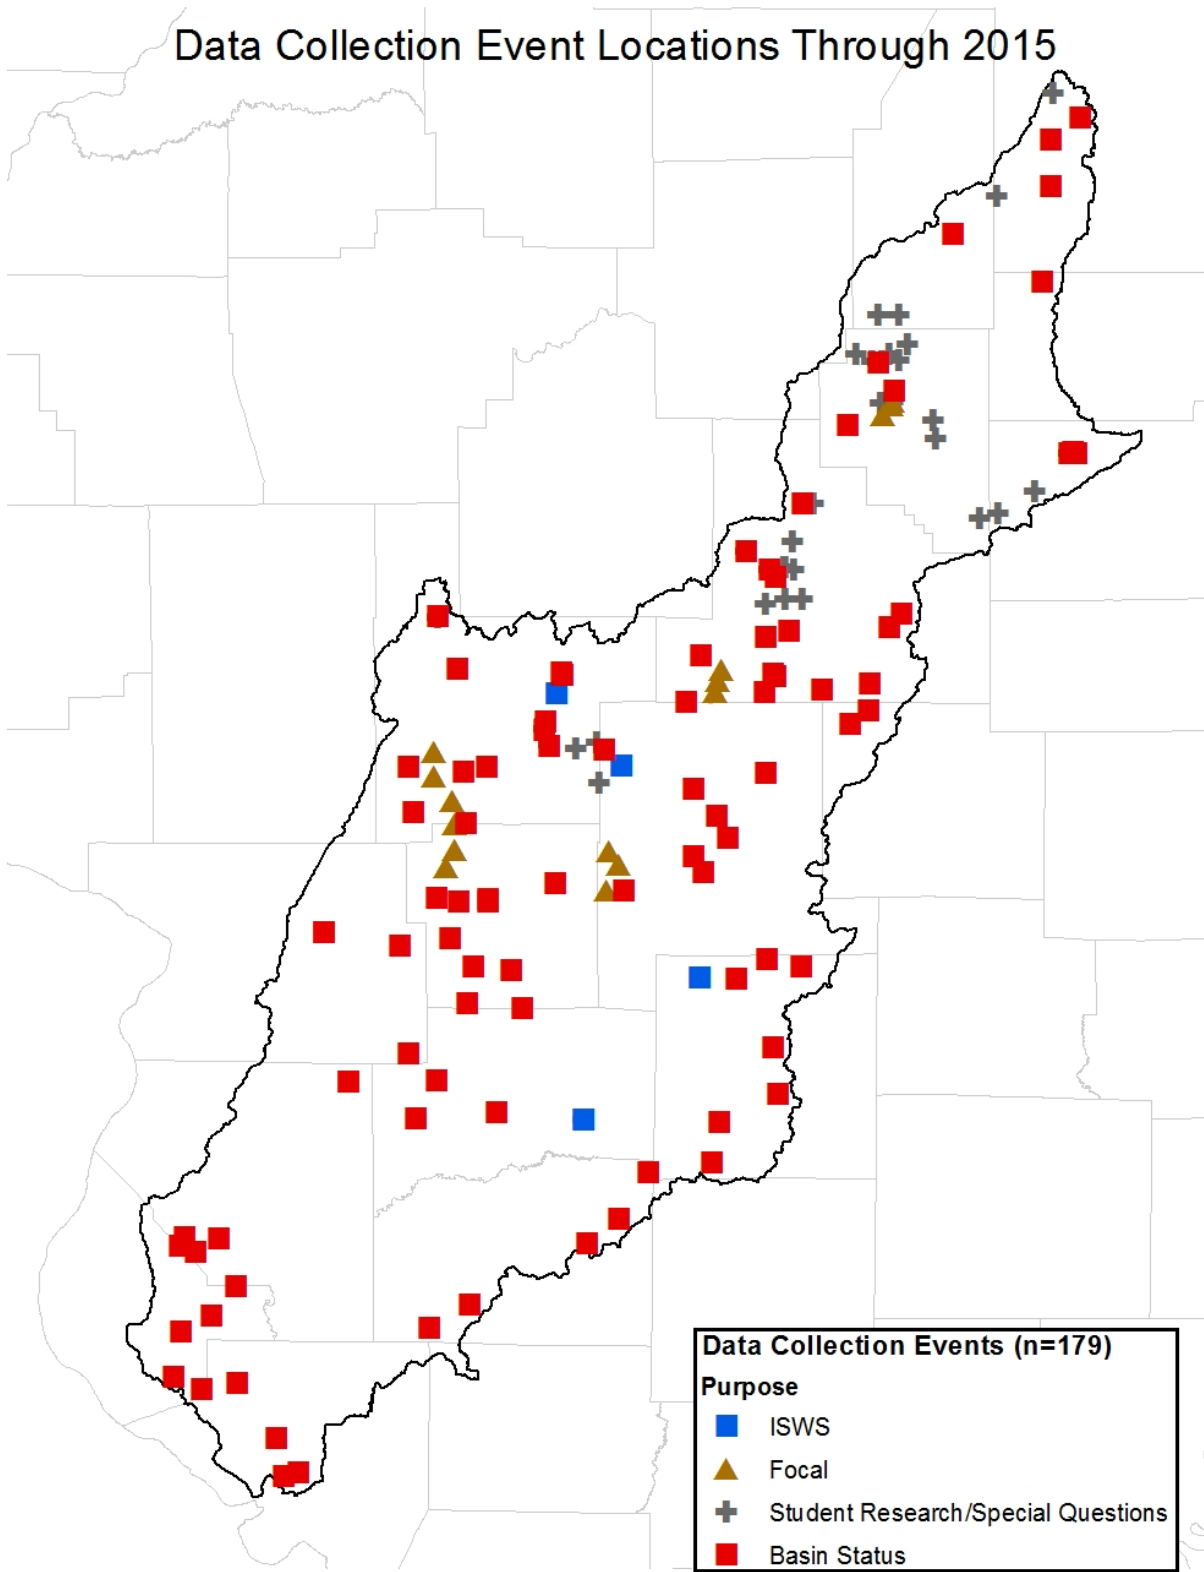 Data Collection Event Locations Through 2015
Data Collection Events (n=179)
Purpose
ISWS
Focal
Student Research/Special Questions
Basin Status